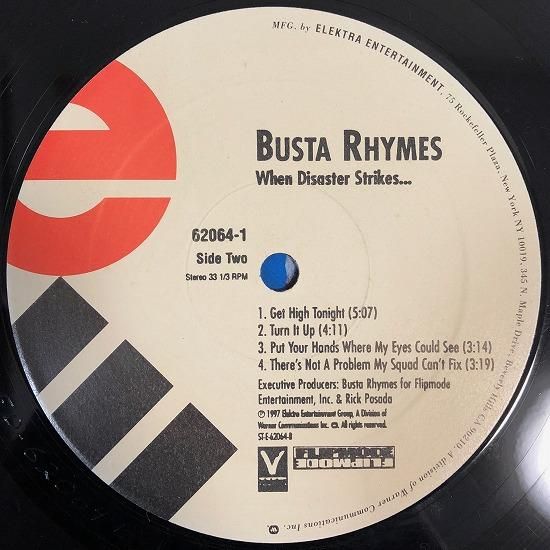 MFG. by ELEKTRA ENTERTAINMENT, 75 Rockefeller Plaza, New York NY 10019. 345 N. Maple Drive, Beverly Hills, CA 90210. A division of Warner Communications Inc.
BUSTA RHYMES
When Disaster Strikes...
62064-1
Side Two
Stereo 33 1/3 RPM
1. Get High Tonight (5:07)
2. Turn It Up (4:11)
3. Put Your Hands Where My Eyes Could See (3:14)
4. There's Not A Problem My Squad Can't Fix (3:19)
Executive Producers: Busta Rhymes for Flipmode
Entertainment, Inc. & Rick Posada
℗ 1997 Elektra Entertainment Group, A Division of
Warner Communications Inc. All rights reserved.
ST-E-62064-B
FLIPMODE
FLIPMODE